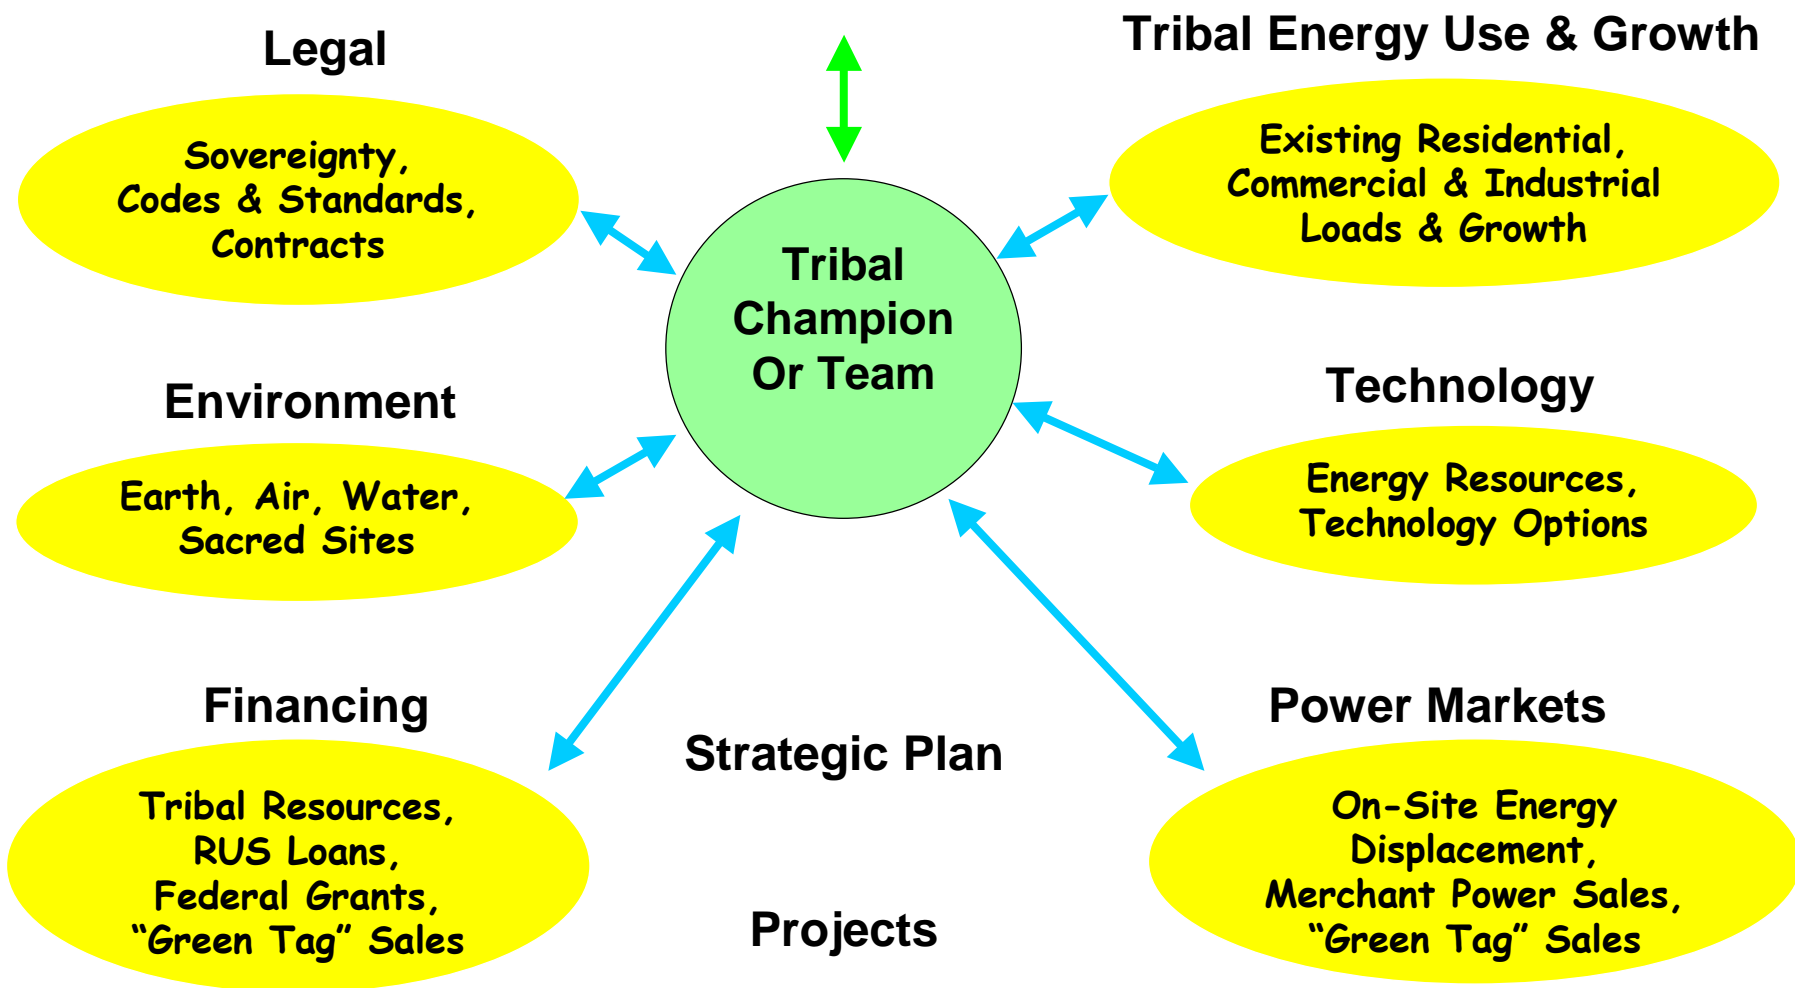 Legal
Sovereignty,
Codes & Standards,
Contracts
Tribal Energy Use & Growth
Existing Residential,
Commercial & Industrial
Loads & Growth
Tribal
Champion
Or Team
Environment
Earth, Air, Water,
Sacred Sites
Technology
Energy Resources,
Technology Options
Financing
Tribal Resources,
RUS Loans,
Federal Grants,
“Green Tag” Sales
Strategic Plan
Projects
Power Markets
On-Site Energy
Displacement,
Merchant Power Sales,
“Green Tag” Sales